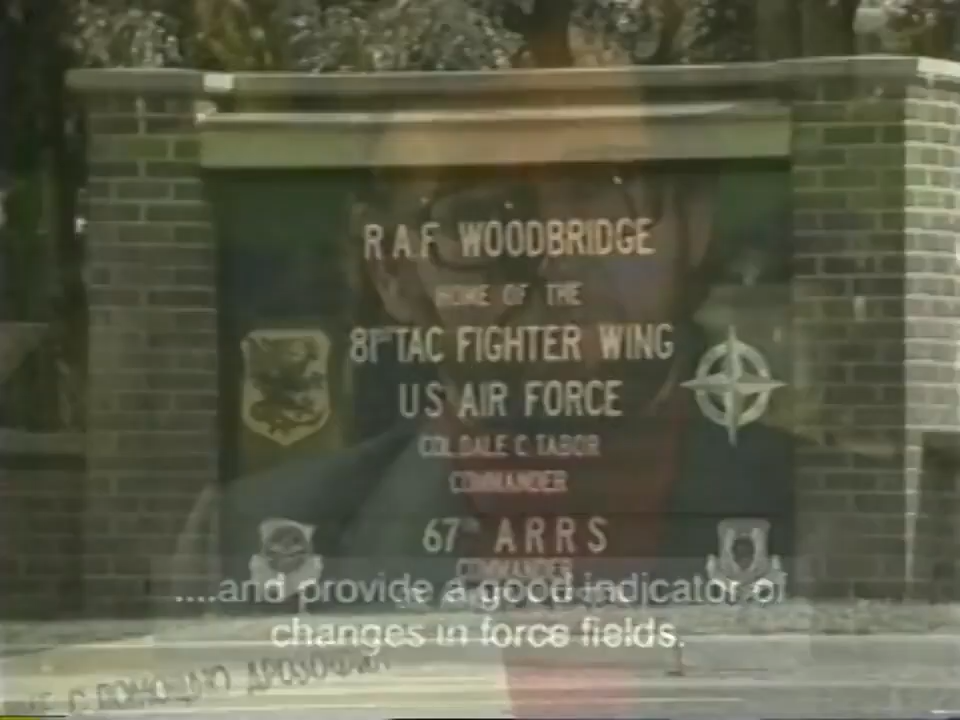 R.A.F. WOODBRIDGE
HOME OF THE
81ST TAC FIGHTER WING
US AIR FORCE
COL DALE C TABOR
COMMANDER
67TH ARRS
COMMANDER
....and provide a good indicator of
changes in force fields.